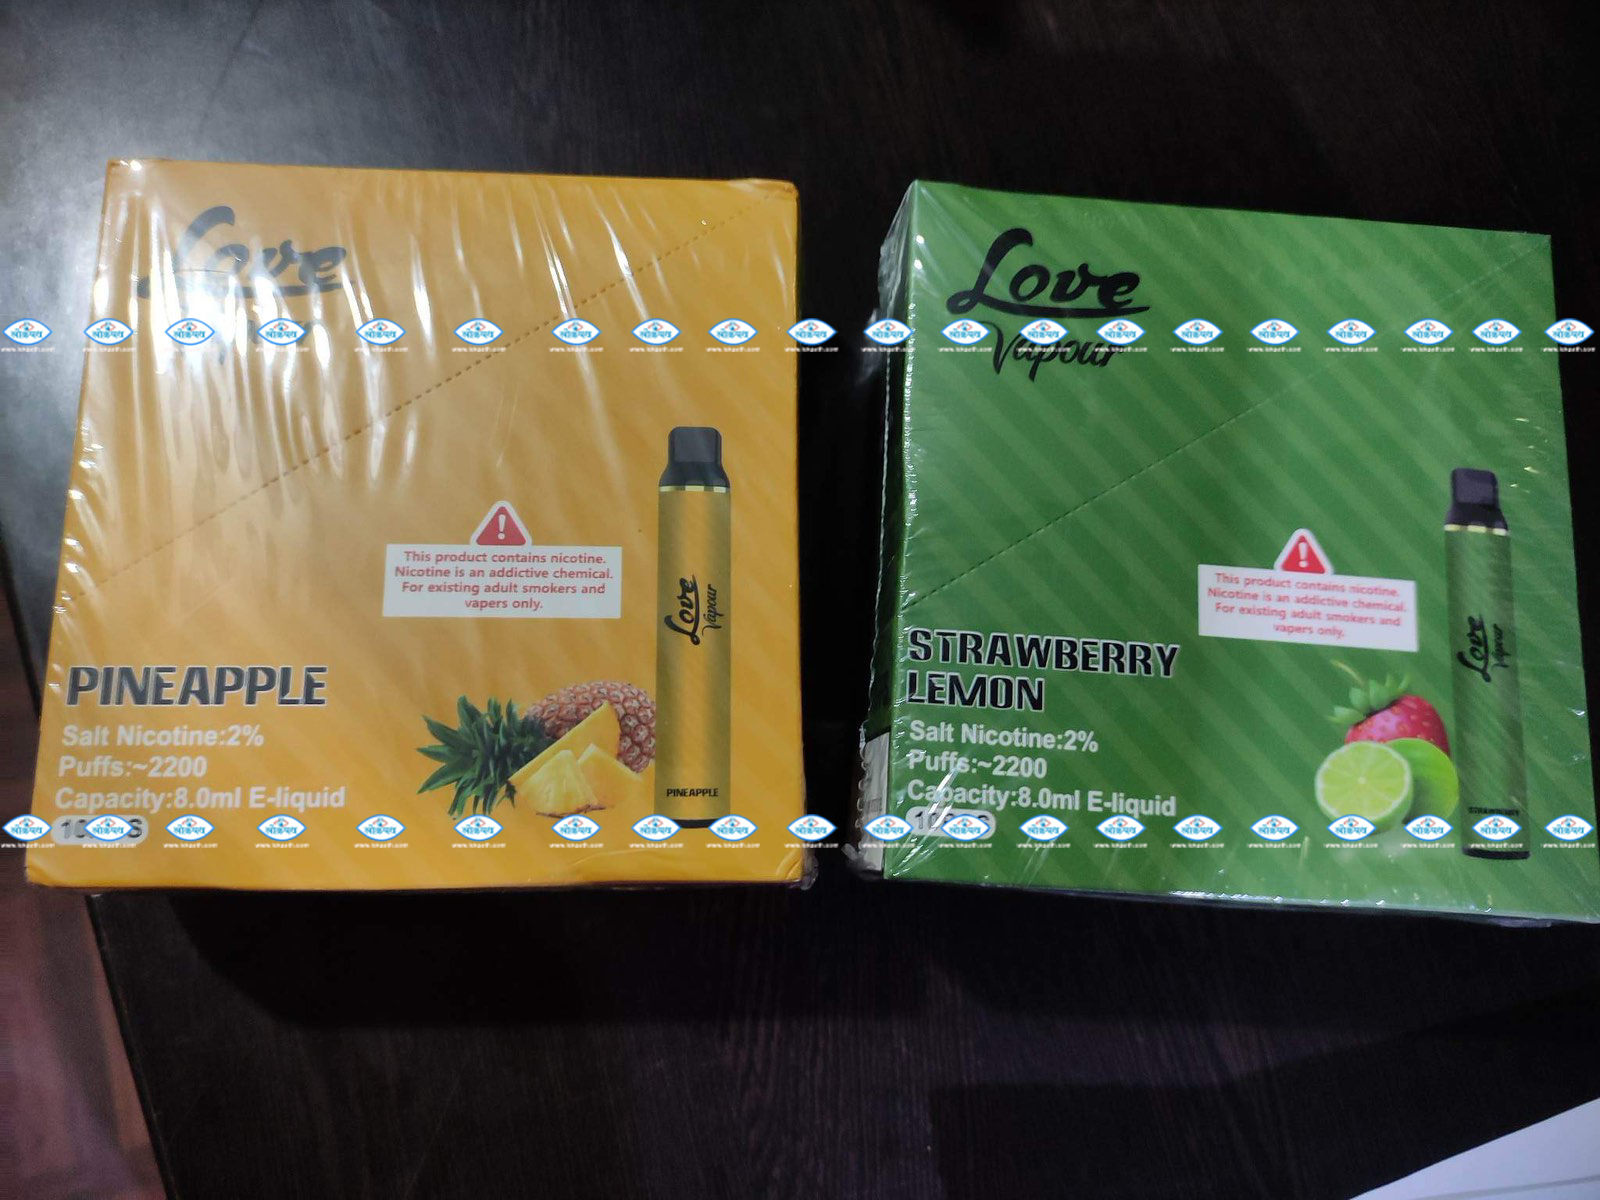 Love
Vapour
This product contains nicotine.
Nicotine is an addictive chemical.
For existing adult smokers and
vapers only.
Love
Vapour
PINEAPPLE
Salt Nicotine:2%
Puffs:~2200
Capacity:8.0ml E-liquid
PINEAPPLE
Love
Vapour
This product contains nicotine.
Nicotine is an addictive chemical.
For existing adult smokers and
vapers only.
Love
Vapour
STRAWBERRY
LEMON
Salt Nicotine:2%
Puffs:~2200
Capacity:8.0ml E-liquid
STRAWBERRY